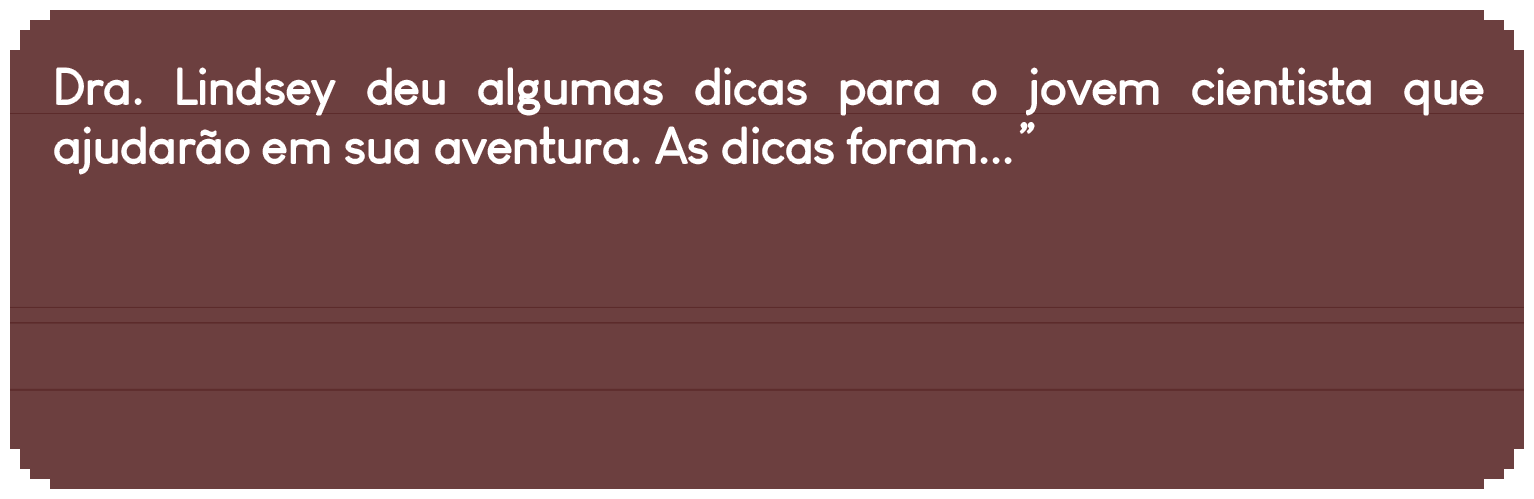 Dra. Lindsey deu algumas dicas para o jovem cientista que
ajudarão em sua aventura. As dicas foram...”